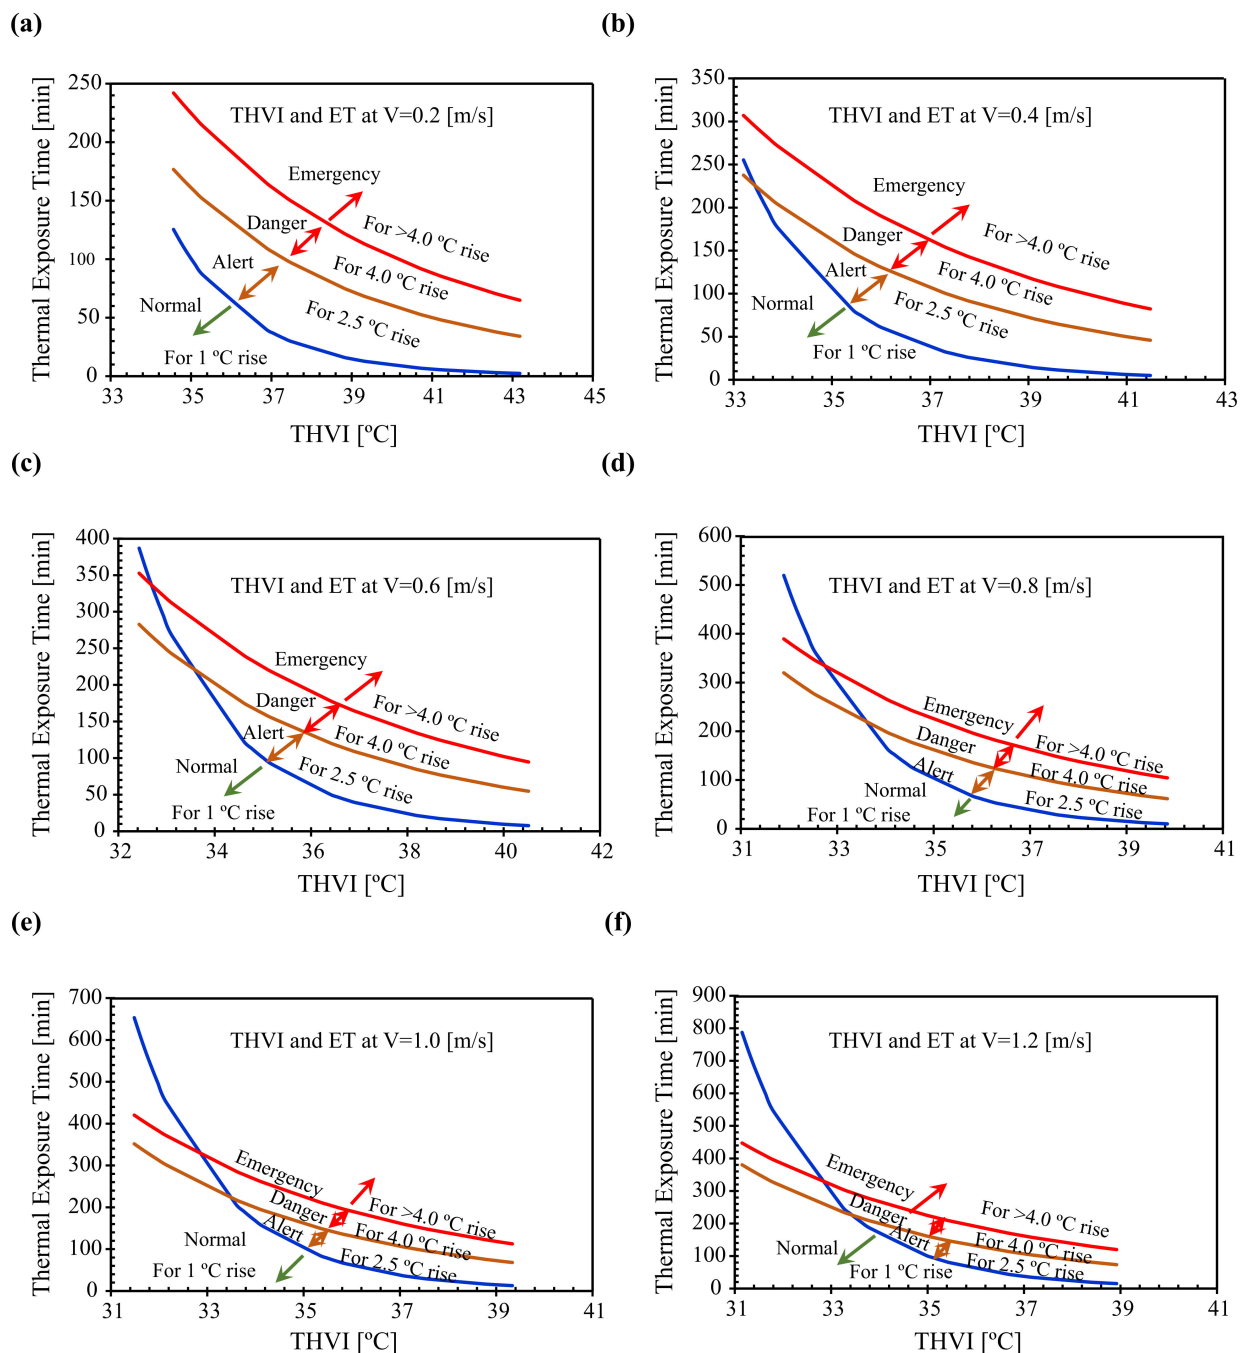 (a)
THVI and ET at V=0.2 [m/s]
Thermal Exposure Time [min]
250
200
150
100
50
0
Emergency
Danger
Alert
Normal
For >4.0 ºC rise
For 4.0 ºC rise
For 2.5 ºC rise
For 1 ºC rise
33 35 37 39 41 43 45
THVI [ºC]
(b)
THVI and ET at V=0.4 [m/s]
Thermal Exposure Time [min]
350
300
250
200
150
100
50
0
Emergency
Danger
Alert
Normal
For >4.0 ºC rise
For 4.0 ºC rise
For 2.5 ºC rise
For 1 ºC rise
33 35 37 39 41 43
THVI [ºC]
(c)
THVI and ET at V=0.6 [m/s]
Thermal Exposure Time [min]
400
350
300
250
200
150
100
50
0
Emergency
Danger
Alert
Normal
For >4.0 ºC rise
For 4.0 ºC rise
For 2.5 ºC rise
For 1 ºC rise
32 34 36 38 40 42
THVI [ºC]
(d)
THVI and ET at V=0.8 [m/s]
Thermal Exposure Time [min]
600
500
400
300
200
100
0
Emergency
Danger
Alert
Normal
For >4.0 ºC rise
For 4.0 ºC rise
For 2.5 ºC rise
For 1 ºC rise
31 33 35 37 39 41
THVI [ºC]
(e)
THVI and ET at V=1.0 [m/s]
Thermal Exposure Time [min]
700
600
500
400
300
200
100
0
Emergency
Danger
Alert
Normal
For >4.0 ºC rise
For 4.0 ºC rise
For 2.5 ºC rise
For 1 ºC rise
31 33 35 37 39 41
THVI [ºC]
(f)
THVI and ET at V=1.2 [m/s]
Thermal Exposure Time [min]
900
800
700
600
500
400
300
200
100
0
Emergency
Danger
Alert
Normal
For >4.0 ºC rise
For 4.0 ºC rise
For 2.5 ºC rise
For 1 ºC rise
31 33 35 37 39 41
THVI [ºC]